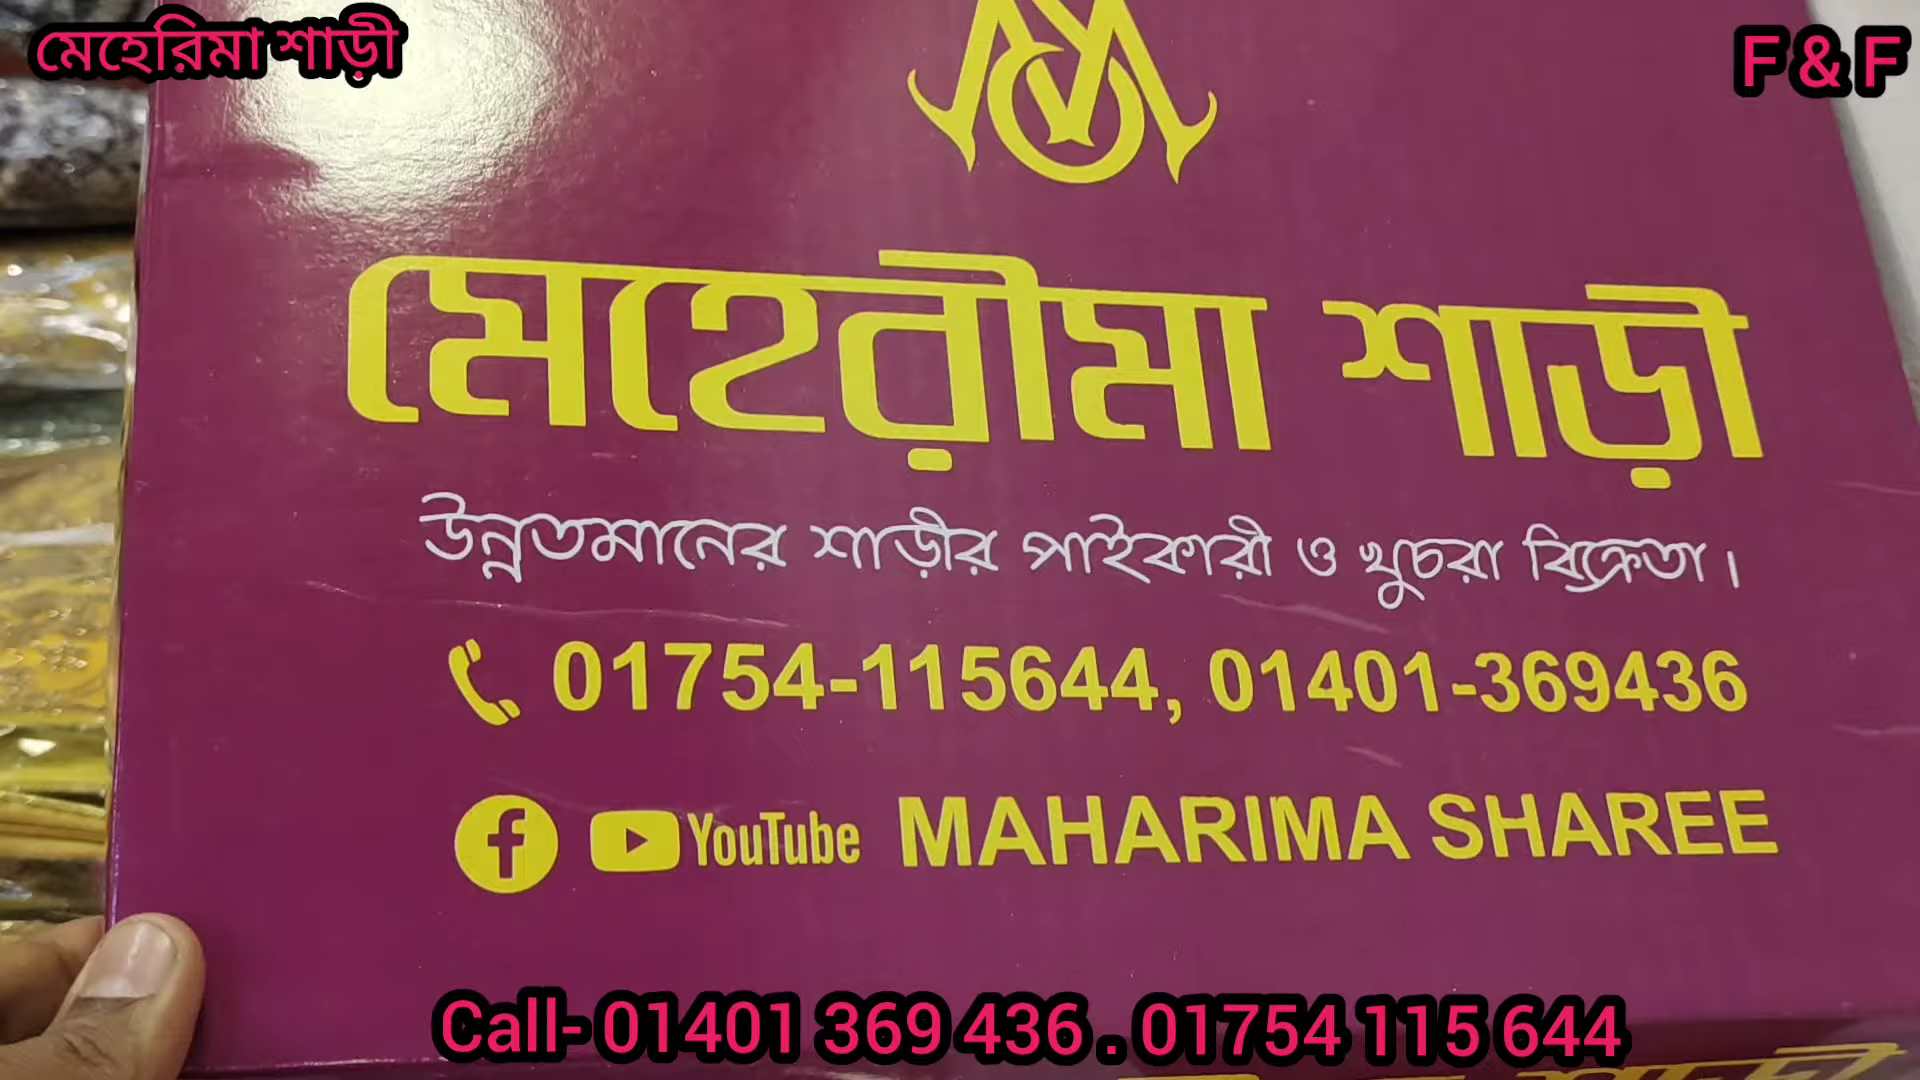 মেহেরিমা শাড়ী
F & F
মেহেরীমা শাড়ী
উন্নতমানের শাড়ীর পাইকারী ও খুচরা বিক্রেতা।
01754-115644, 01401-369436
YouTube MAHARIMA SHAREE
Call- 01401 369 436 . 01754 115 644